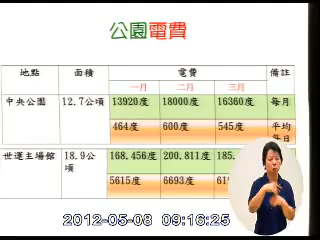 公園電費
地點 面積 電費 備註
一月 二月 三月
中央公園 12.7公頃 13920度 18000度 16360度 每月
464度 600度 545度 平均每日
世運主場館 18.9公頃 168.456度 200.811度 185.
5615度 6693度
2012-05-08 09:16:25